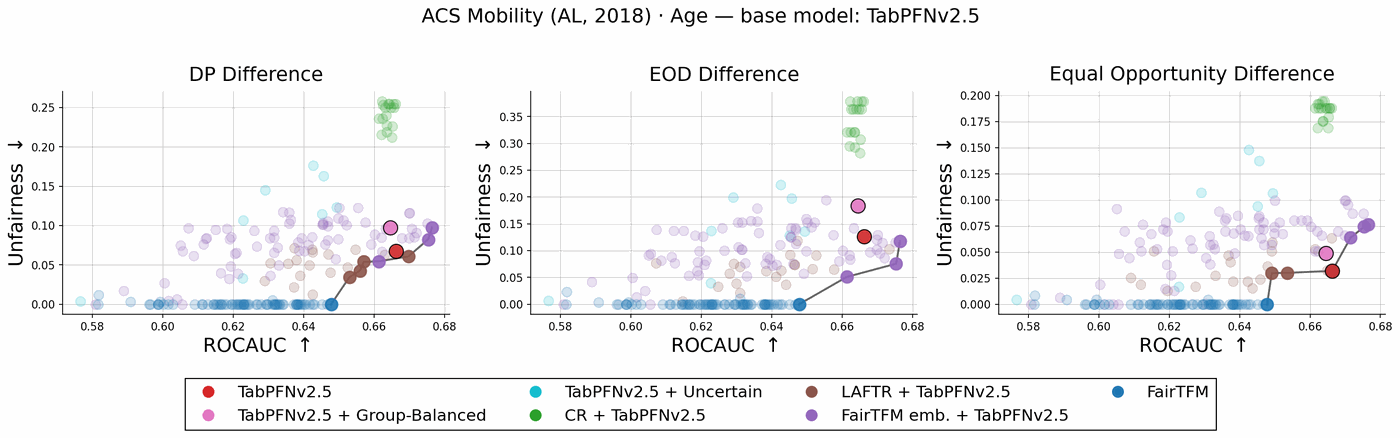 ACS Mobility (AL, 2018) · Age — base model: TabPFNv2.5
DP Difference
EOD Difference
Equal Opportunity Difference
Unfairness ↓
0.25
0.20
0.15
0.10
0.05
0.00
0.58 0.60 0.62 0.64 0.66 0.68
ROCAUC ↑
Unfairness ↓
0.35
0.30
0.25
0.20
0.15
0.10
0.05
0.00
0.58 0.60 0.62 0.64 0.66 0.68
ROCAUC ↑
Unfairness ↓
0.200
0.175
0.150
0.125
0.100
0.075
0.050
0.025
0.000
0.58 0.60 0.62 0.64 0.66 0.68
ROCAUC ↑
TabPFNv2.5
TabPFNv2.5 + Group-Balanced
TabPFNv2.5 + Uncertain
CR + TabPFNv2.5
LAFTR + TabPFNv2.5
FairTFM emb. + TabPFNv2.5
FairTFM